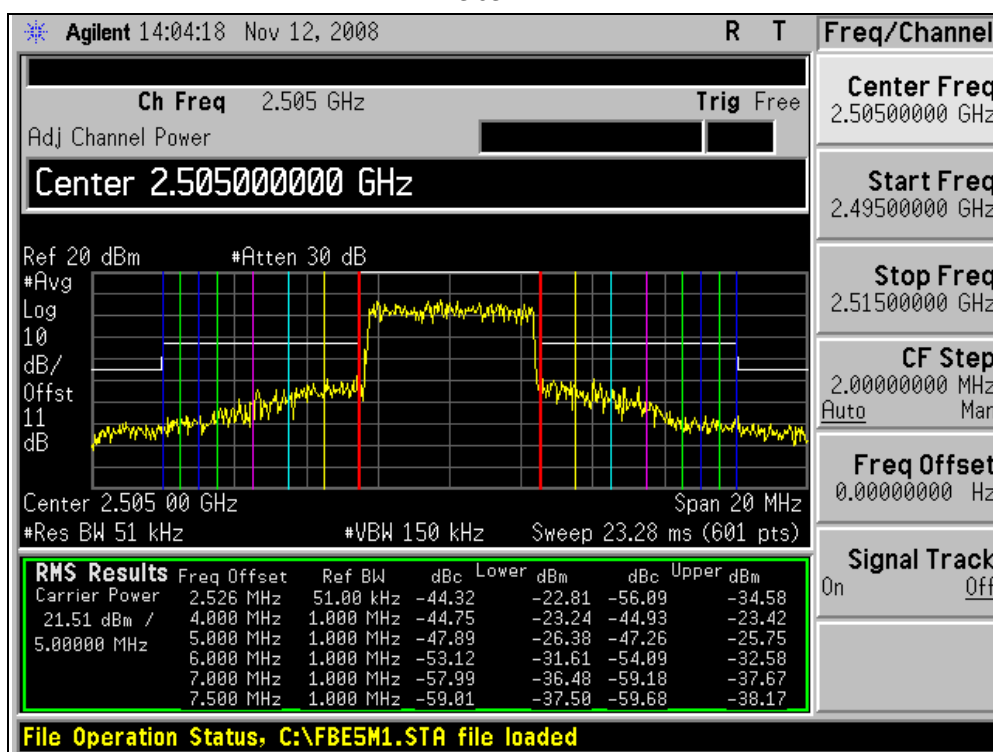 Agilent 14:04:18 Nov 12, 2008 R T
Freq/Channel
Ch Freq 2.505 GHz Trig Free
Adj Channel Power
Center 2.505000000 GHz
Ref 20 dBm #Atten 30 dB
#Avg
Log
10
dB/
Offst
11
dB
Center 2.505 00 GHz Span 20 MHz
#Res BW 51 kHz #VBW 150 kHz Sweep 23.28 ms (601 pts)
RMS Results Freq Offset Ref BW dBc Lower dBm dBc Upper dBm
Carrier Power 2.526 MHz 51.00 kHz -44.32 -22.81 -56.09 -34.58
21.51 dBm / 4.000 MHz 1.000 MHz -44.75 -23.24 -44.93 -23.42
5.00000 MHz 5.000 MHz 1.000 MHz -47.89 -26.38 -47.26 -25.75
6.000 MHz 1.000 MHz -53.12 -31.61 -54.09 -32.58
7.000 MHz 1.000 MHz -57.99 -36.48 -59.18 -37.67
7.500 MHz 1.000 MHz -59.01 -37.50 -59.68 -38.17
File Operation Status, C:\FBE5M1.STA file loaded
Center Freq
2.50500000 GHz
Start Freq
2.49500000 GHz
Stop Freq
2.51500000 GHz
CF Step
2.00000000 MHz
Auto Man
Freq Offset
0.00000000 Hz
Signal Track
On Off